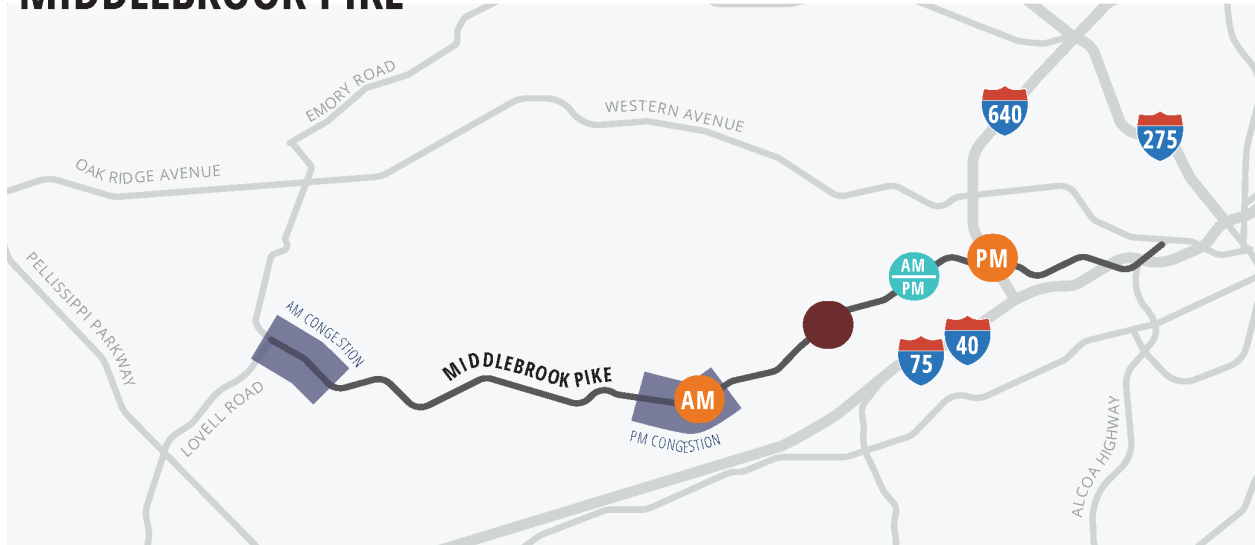 MIDDLEBROOK PIKE
EMORY ROAD
WESTERN AVENUE
640
275
OAK RIDGE AVENUE
PELLISSIPPI PARKWAY
AM
PM
PM
AM CONGESTION
MIDDLEBROOK PIKE
40
75
LOVELL ROAD
AM
PM CONGESTION
ALCOA HIGHWAY